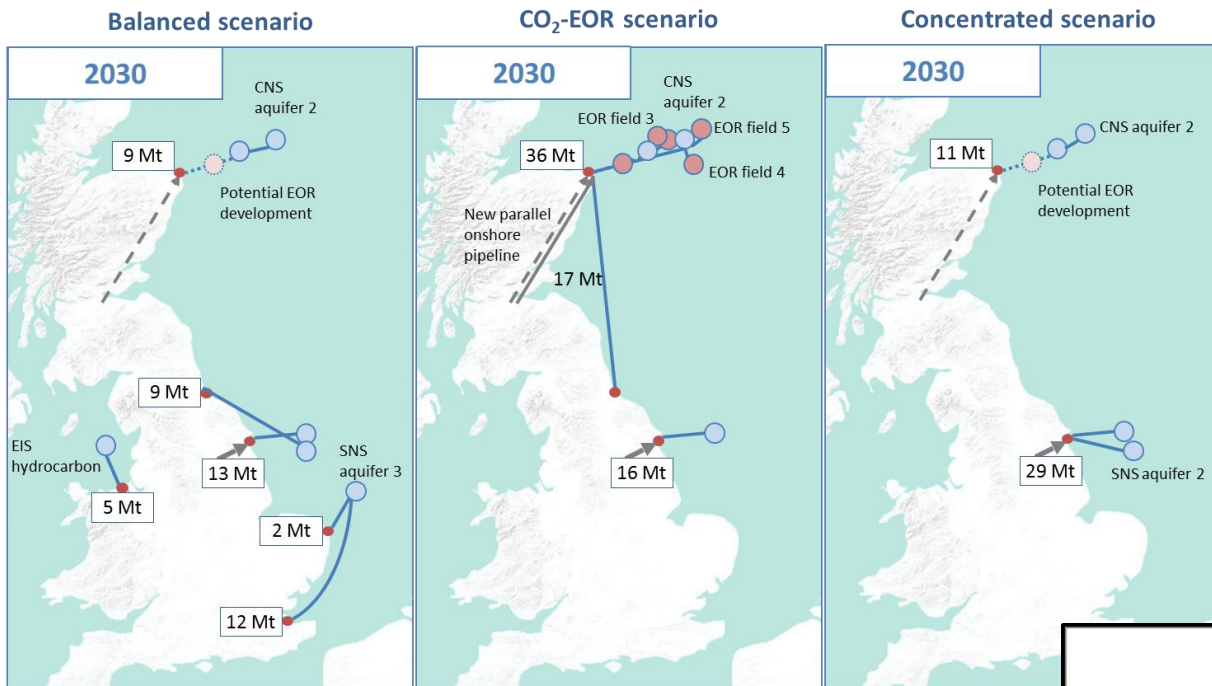 Balanced scenario
2030
CNS
aquifer 2
9 Mt
Potential EOR
development
9 Mt
EIS
hydrocarbon
13 Mt
SNS
aquifer 3
5 Mt
2 Mt
12 Mt
CO₂-EOR scenario
2030
CNS
aquifer 2
EOR field 3
EOR field 5
36 Mt
EOR field 4
New parallel
onshore
pipeline
17 Mt
16 Mt
Concentrated scenario
2030
CNS aquifer 2
11 Mt
Potential EOR
development
29 Mt
SNS aquifer 2